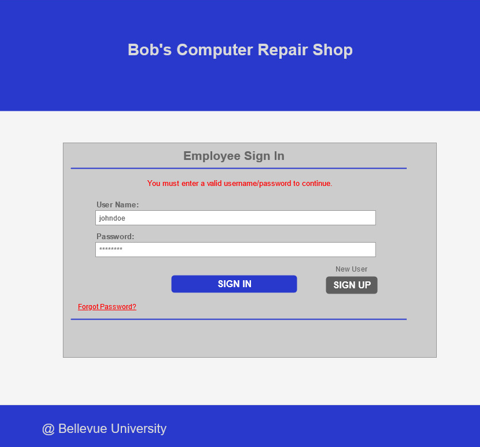 Bob's Computer Repair Shop
Employee Sign In
You must enter a valid username/password to continue.
User Name:
johndoe
Password:
********
New User
SIGN IN
SIGN UP
Forgot Password?
@ Bellevue University